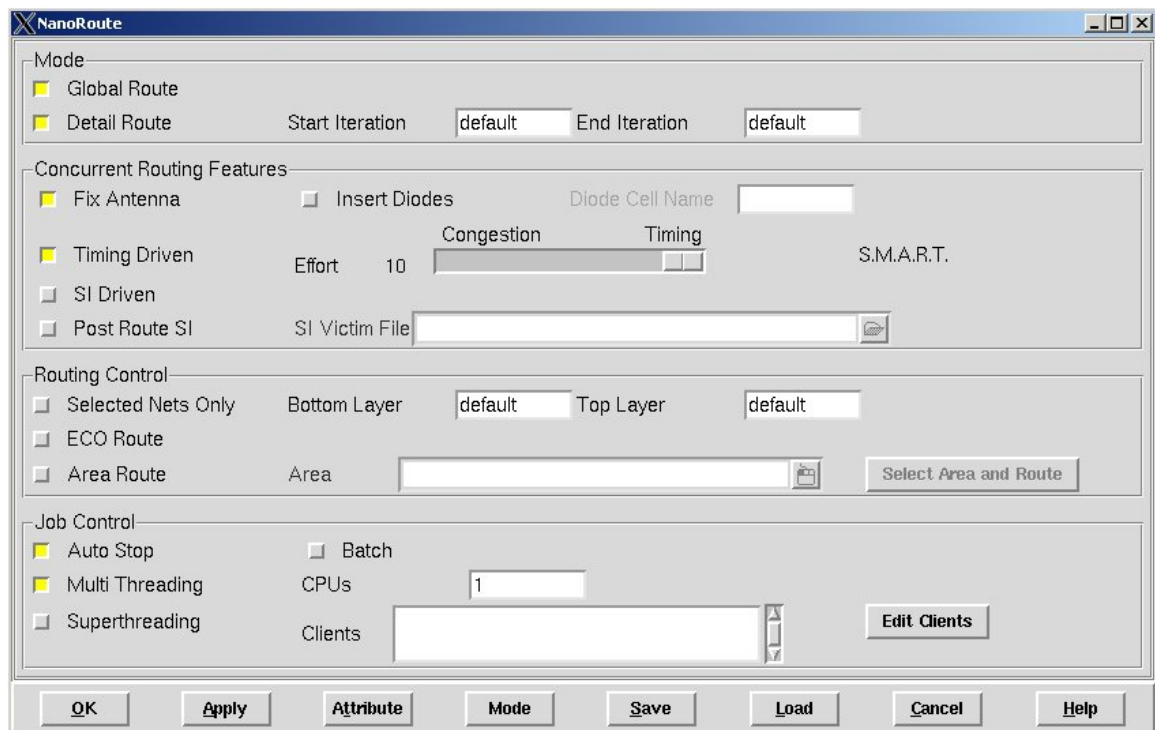 NanoRoute
Mode
Global Route
Detail Route Start Iteration default End Iteration default
Concurrent Routing Features
Fix Antenna Insert Diodes Diode Cell Name
Congestion Timing
Timing Driven Effort 10 S.M.A.R.T.
SI Driven
Post Route SI SI Victim File
Routing Control
Selected Nets Only Bottom Layer default Top Layer default
ECO Route
Area Route Area Select Area and Route
Job Control
Auto Stop Batch
Multi Threading CPUs 1
Superthreading Clients Edit Clients
OK Apply Attribute Mode Save Load Cancel Help